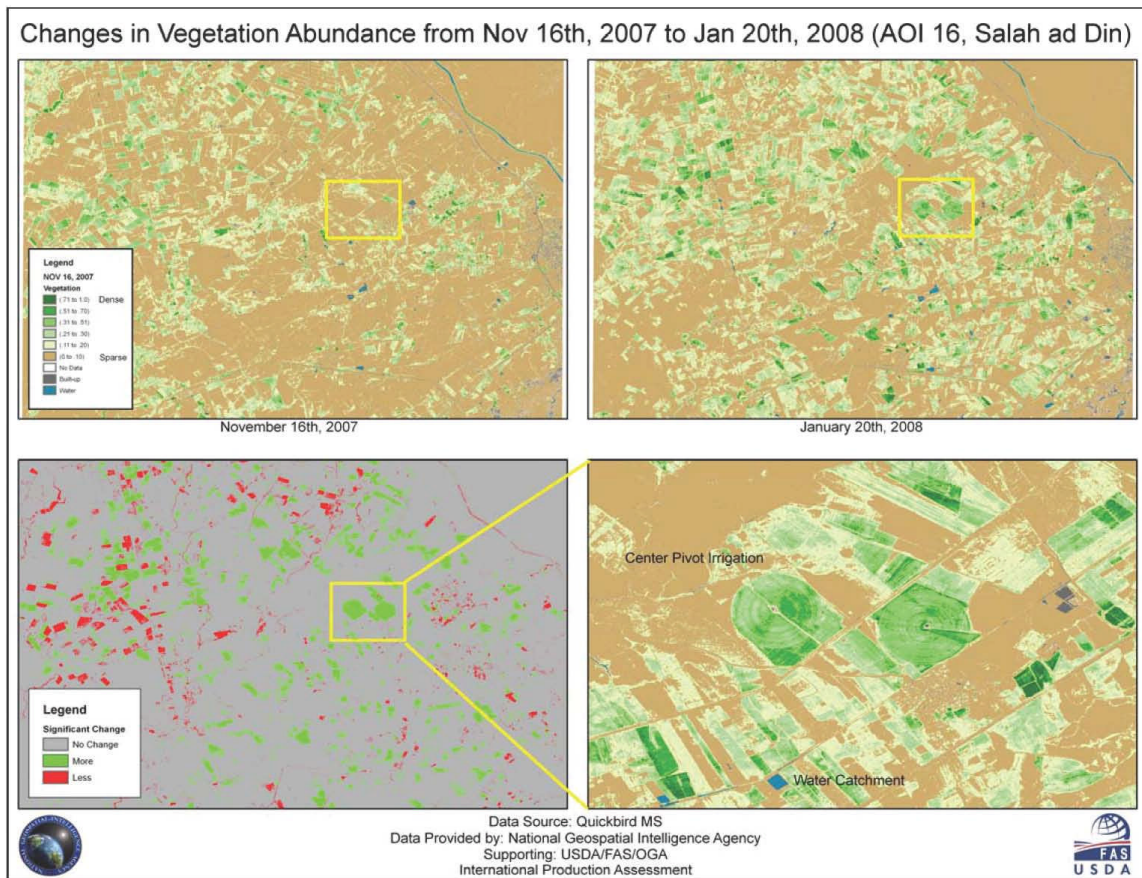 Changes in Vegetation Abundance from Nov 16th, 2007 to Jan 20th, 2008 (AOI 16, Salah ad Din)
Legend
NOV 16, 2007
Vegetation
(.71 to 1.0) Dense
(.51 to .70)
(.31 to .51)
(.21 to .30)
(.11 to .20)
(0 to .10) Sparse
No Data
Built-up
Water
November 16th, 2007
January 20th, 2008
Legend
Significant Change
No Change
More
Less
Center Pivot Irrigation
Water Catchment
Data Source: Quickbird MS
Data Provided by: National Geospatial Intelligence Agency
Supporting: USDA/FAS/OGA
International Production Assessment
NATIONAL GEOSPATIAL-INTELLIGENCE AGENCY
FAS
USDA